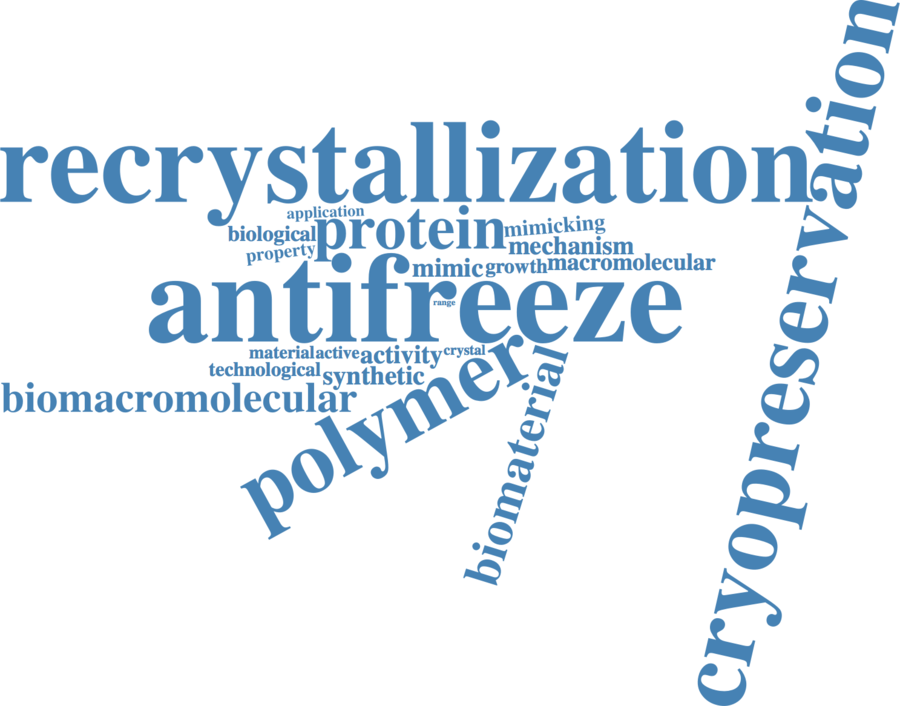 recrystallization
cryopreservation
application
biological
protein
mimicking
property
mechanism
mimic
growth
macromolecular
antifreeze
range
material
active
activity
crystal
technological
synthetic
biomacromolecular
polymer
biomaterial